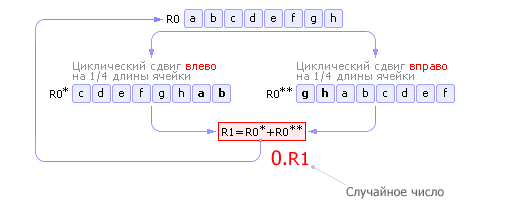 R0 a b c d e f g h
Циклический сдвиг влево
на 1/4 длины ячейки
R0* c d e f g h a b
Циклический сдвиг вправо
на 1/4 длины ячейки
R0** g h a b c d e f
R1=R0*+R0**
0.R1
Случайное число